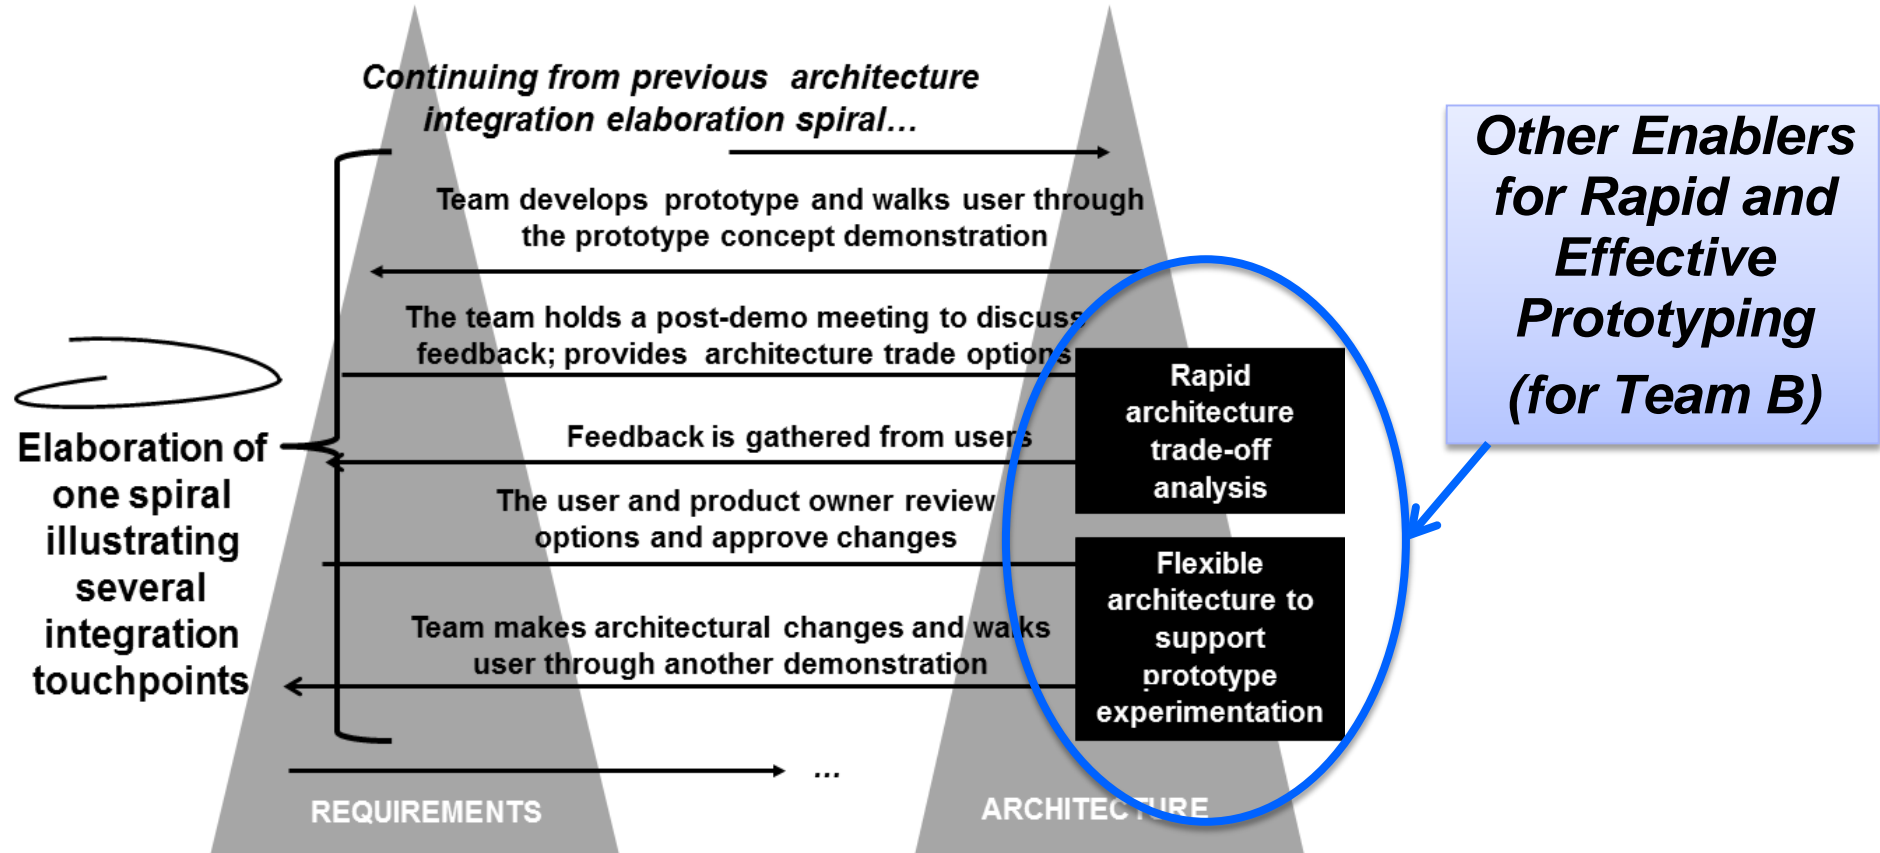 Continuing from previous architecture
integration elaboration spiral…
Team develops prototype and walks user through
the prototype concept demonstration
The team holds a post-demo meeting to discuss
feedback; provides architecture trade options
Feedback is gathered from users
The user and product owner review
options and approve changes
Team makes architectural changes and walks
user through another demonstration
...
Elaboration of
one spiral
illustrating
several
integration
touchpoints
Rapid
architecture
trade-off
analysis
Flexible
architecture to
support
prototype
experimentation
REQUIREMENTS
ARCHITECTURE
Other Enablers
for Rapid and
Effective
Prototyping
(for Team B)